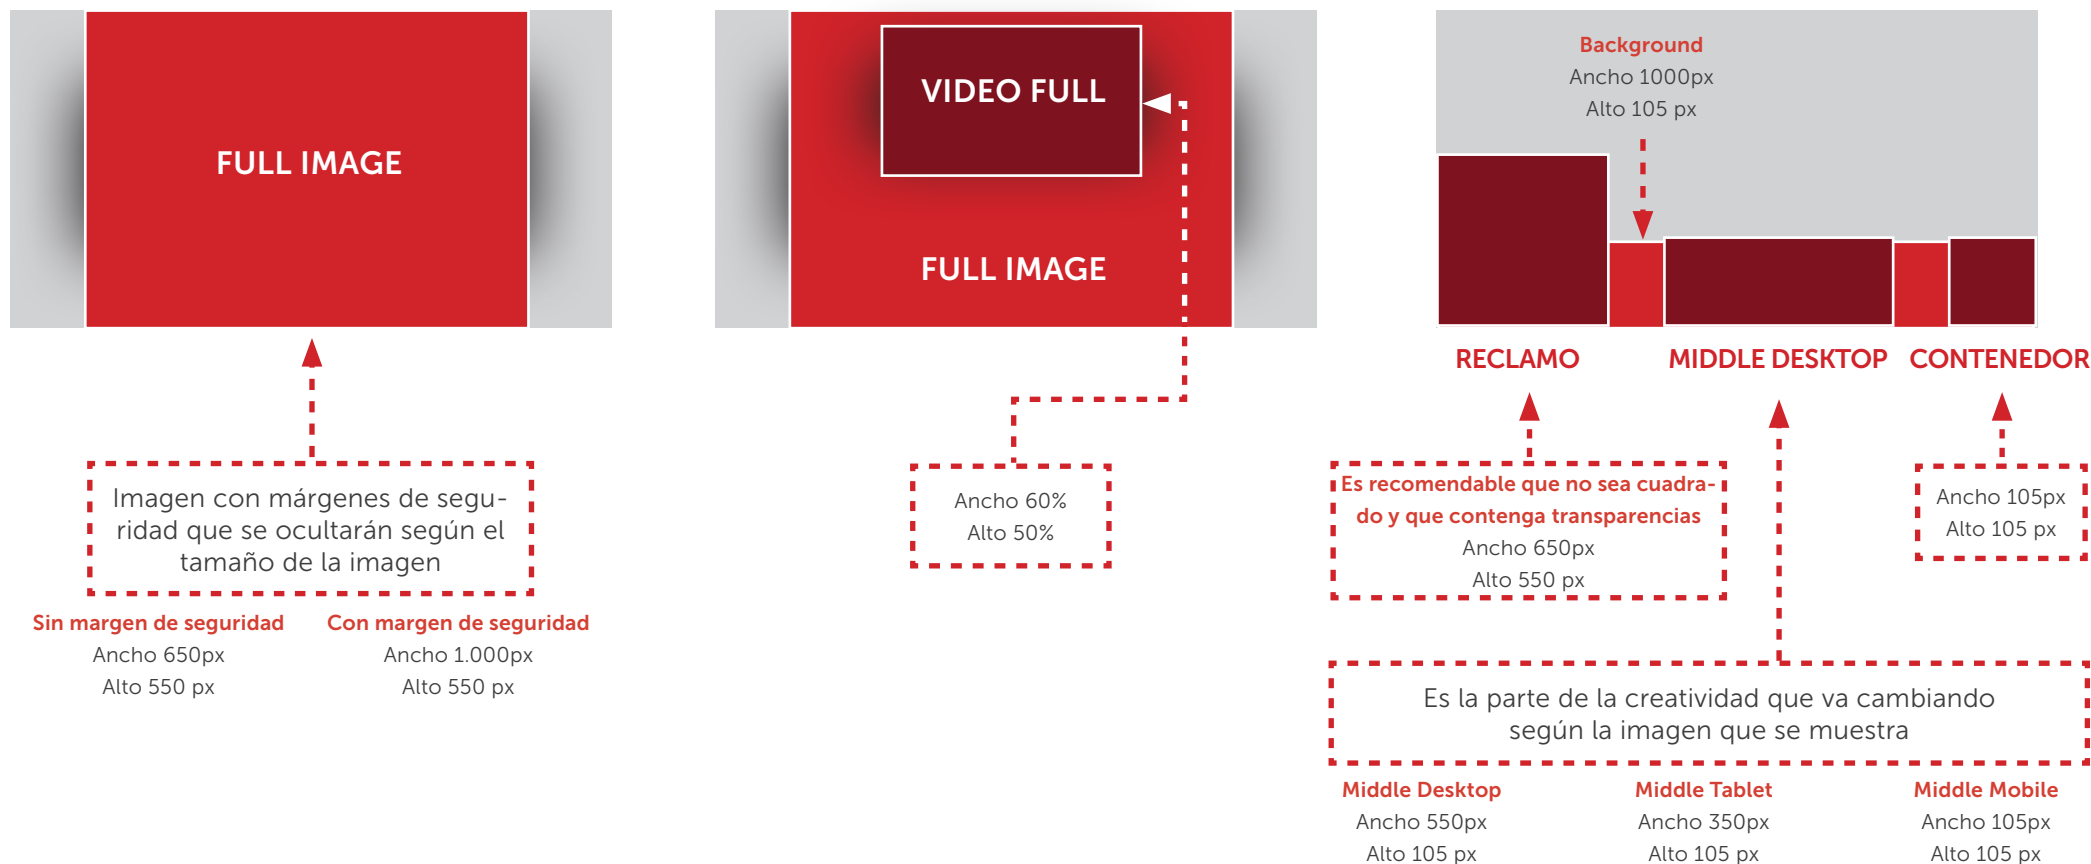 FULL IMAGE
Imagen con márgenes de segu-
ridad que se ocultarán según el
tamaño de la imagen
Sin margen de seguridad
Ancho 650px
Alto 550 px
Con margen de seguridad
Ancho 1.000px
Alto 550 px
VIDEO FULL
FULL IMAGE
Ancho 60%
Alto 50%
Background
Ancho 1000px
Alto 105 px
RECLAMO
MIDDLE DESKTOP
CONTENEDOR
Es recomendable que no sea cuadra-
do y que contenga transparencias
Ancho 650px
Alto 550 px
Ancho 105px
Alto 105 px
Es la parte de la creatividad que va cambiando
según la imagen que se muestra
Middle Desktop
Ancho 550px
Alto 105 px
Middle Tablet
Ancho 350px
Alto 105 px
Middle Mobile
Ancho 105px
Alto 105 px